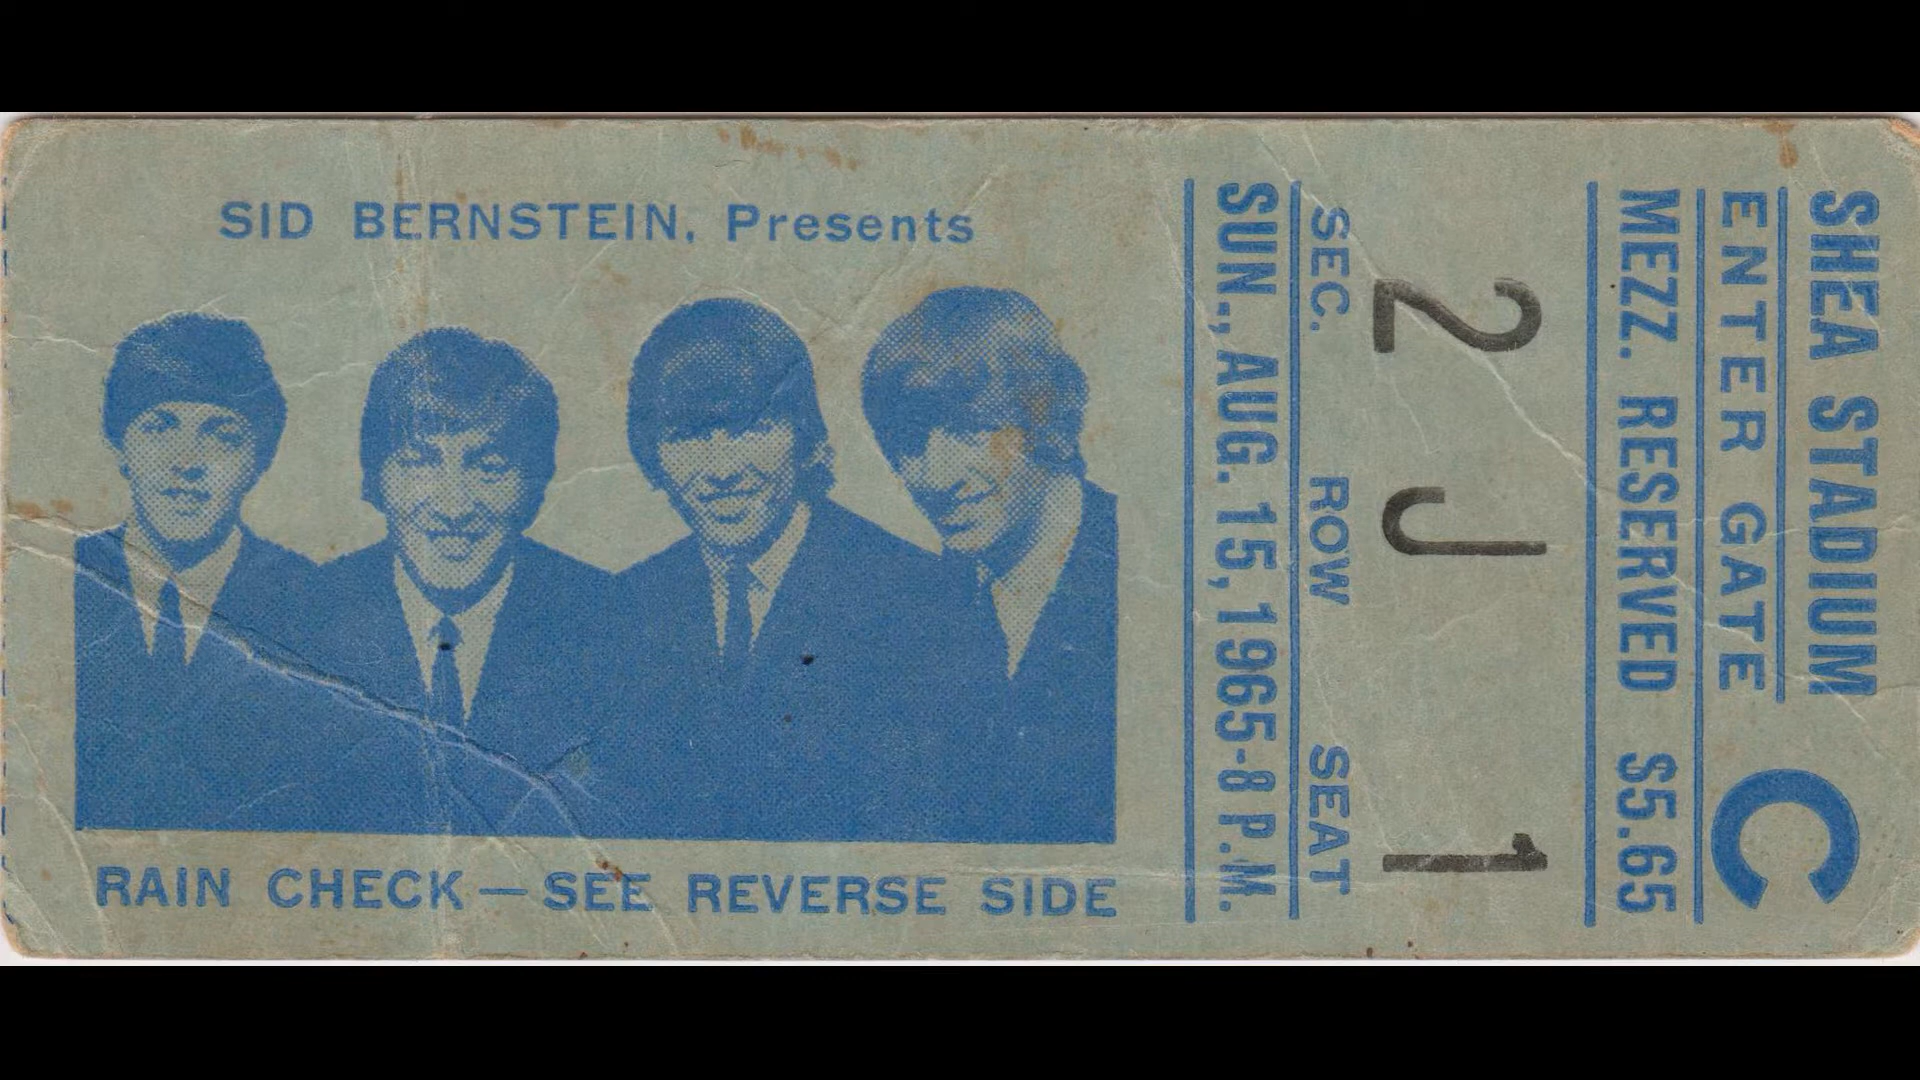 SID BERNSTEIN, Presents
RAIN CHECK — SEE REVERSE SIDE
SHEA STADIUM
ENTER GATE C
MEZZ. RESERVED $5.65
2 J 1
SEC. ROW SEAT
SUN., AUG. 15, 1965-8 P.M.